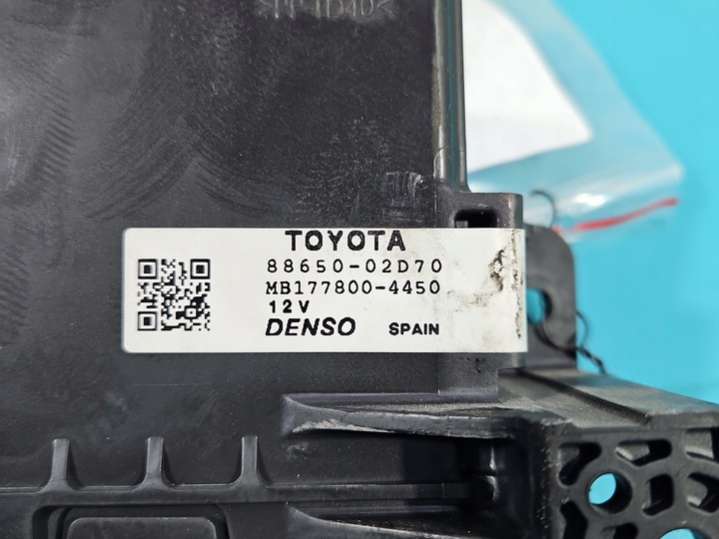 TOYOTA
88650-02D70
MB177800-4450
12V
DENSO SPAIN